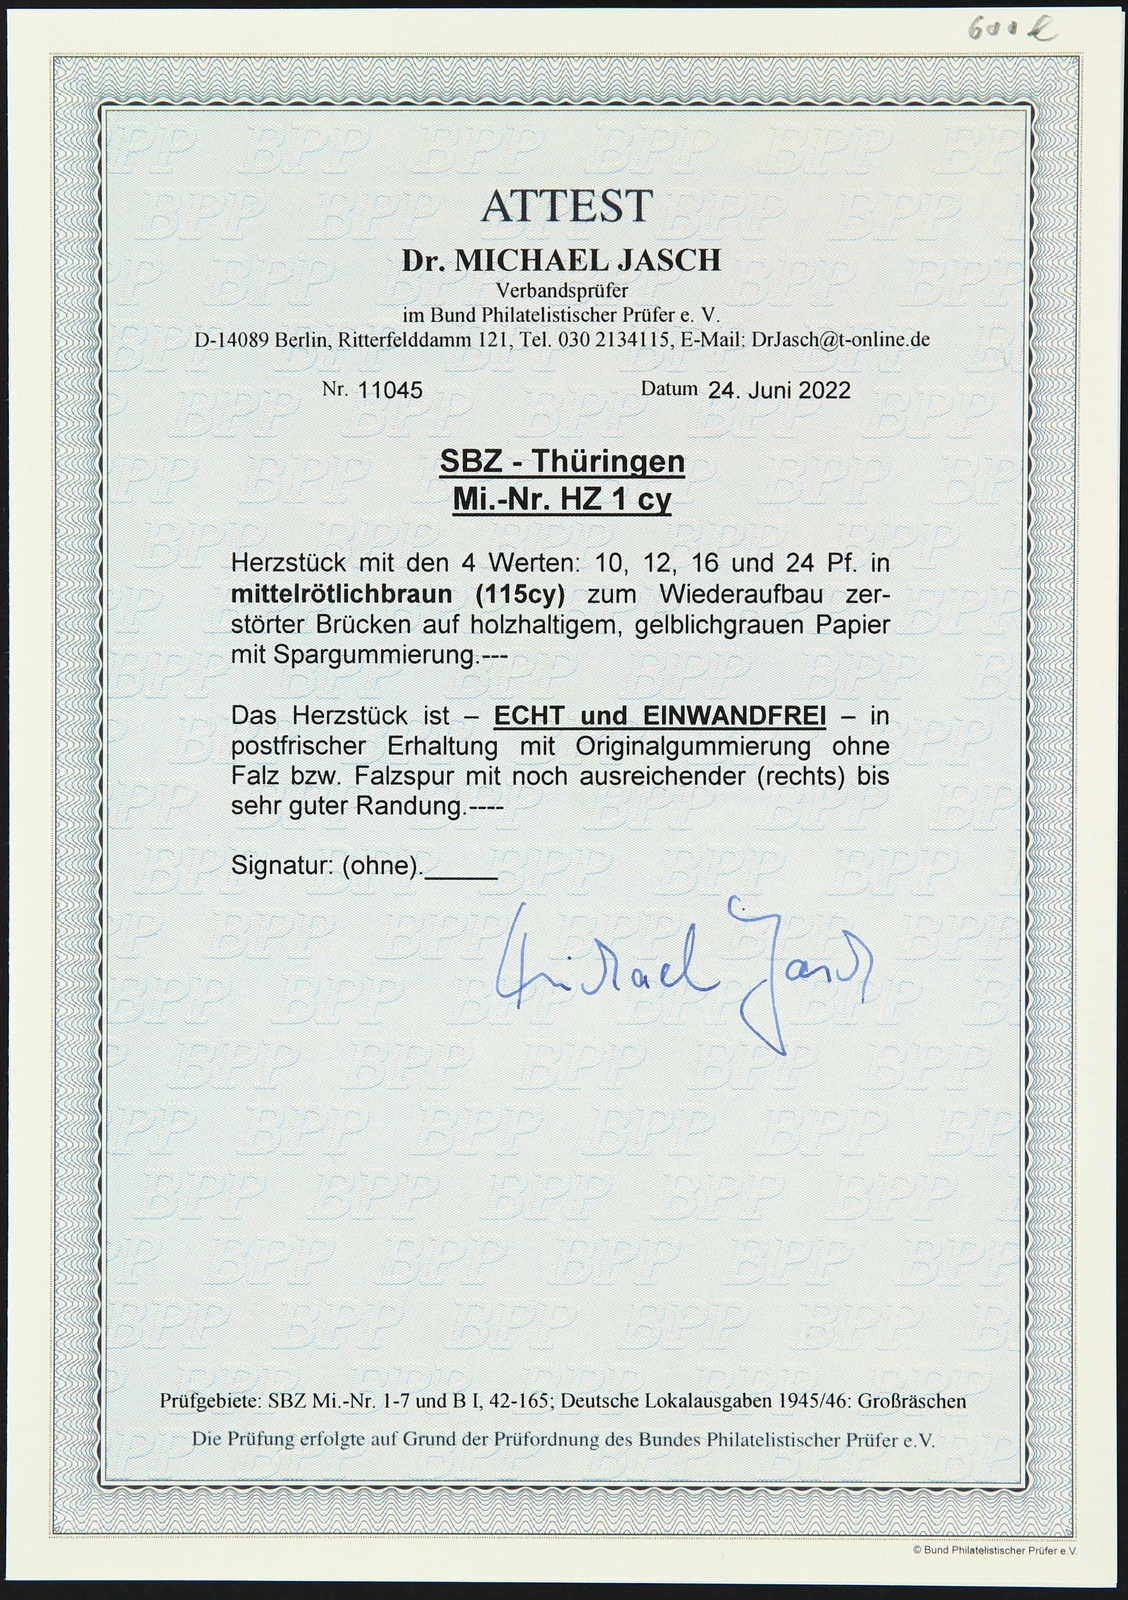 600 €
ATTEST
Dr. MICHAEL JASCH
Verbandsprüfer
im Bund Philatelistischer Prüfer e. V.
D-14089 Berlin, Ritterfelddamm 121, Tel. 030 2134115, E-Mail: DrJasch@t-online.de
Nr. 11045 Datum 24. Juni 2022
SBZ - Thüringen
Mi.-Nr. HZ 1 cy
Herzstück mit den 4 Werten: 10, 12, 16 und 24 Pf. in
mittelrötlichbraun (115cy) zum Wiederaufbau zer-
störter Brücken auf holzhaltigem, gelblichgrauen Papier
mit Spargummierung.---
Das Herzstück ist – ECHT und EINWANDFREI – in
postfrischer Erhaltung mit Originalgummierung ohne
Falz bzw. Falzspur mit noch ausreichender (rechts) bis
sehr guter Randung.----
Signatur: (ohne)._____
Michael Jasch
Prüfgebiete: SBZ Mi.-Nr. 1-7 und B I, 42-165; Deutsche Lokalausgaben 1945/46: Großräschen
Die Prüfung erfolgte auf Grund der Prüfordnung des Bundes Philatelistischer Prüfer e.V.
© Bund Philatelistischer Prüfer e.V.